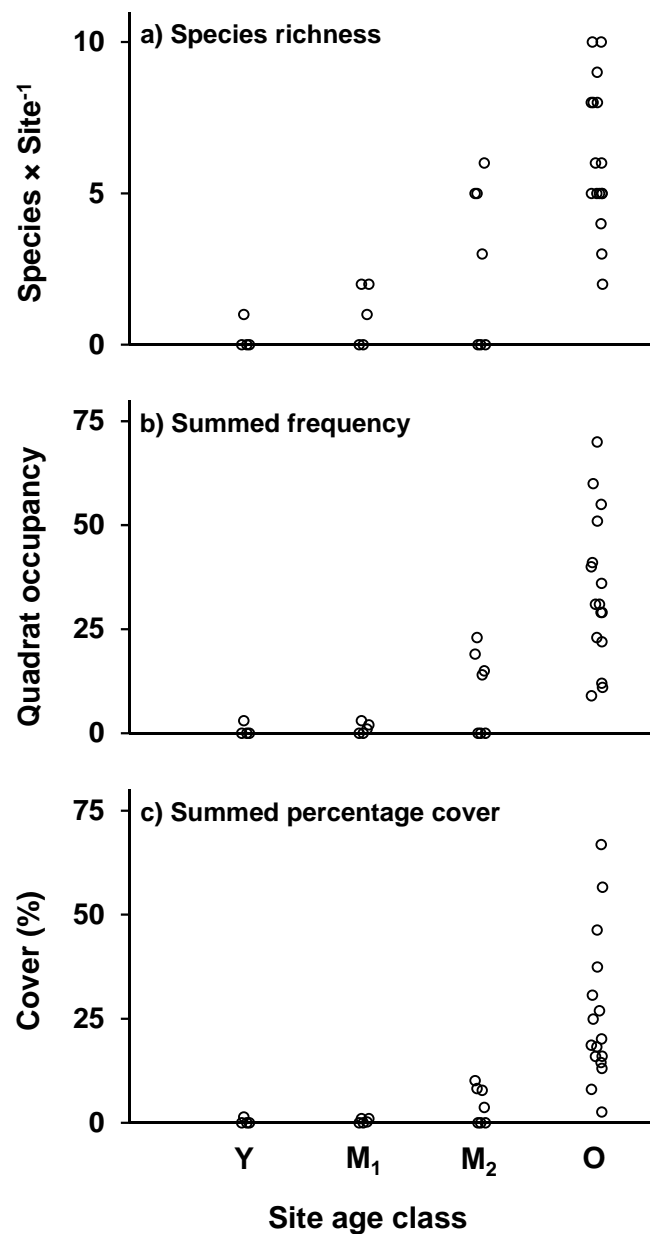 a) Species richness
Species × Site⁻¹
10
5
0
b) Summed frequency
Quadrat occupancy
75
50
25
0
c) Summed percentage cover
Cover (%)
75
50
25
0
Y M₁ M₂ O
Site age class